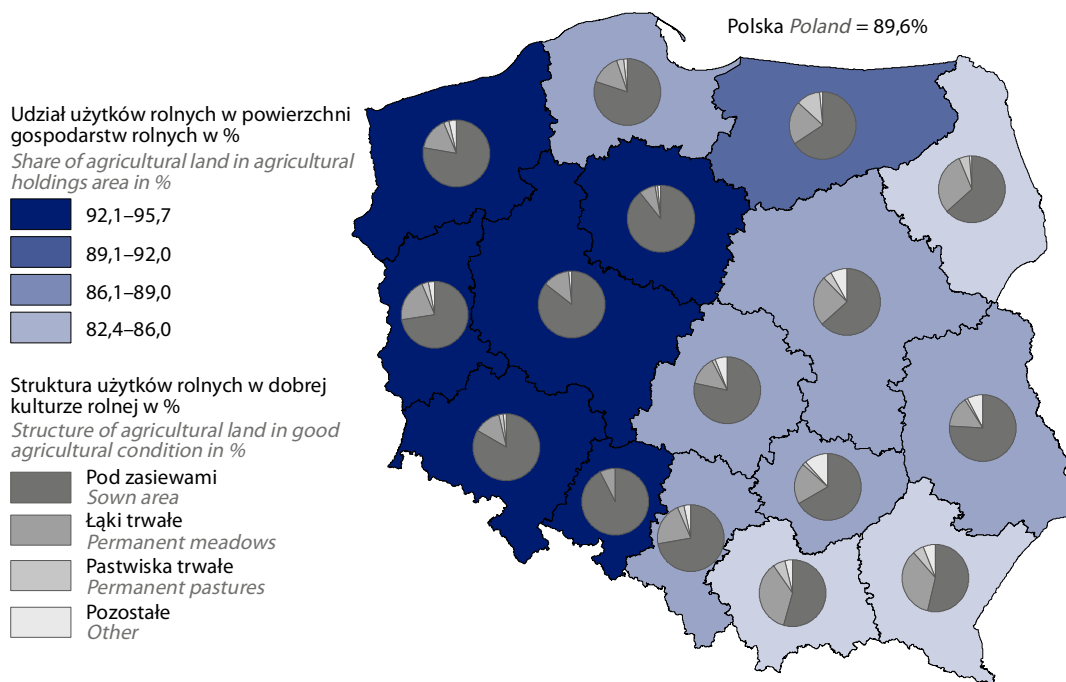 Polska Poland = 89,6%
Udział użytków rolnych w powierzchni
gospodarstw rolnych w %
Share of agricultural land in agricultural
holdings area in %
92,1–95,7
89,1–92,0
86,1–89,0
82,4–86,0
Struktura użytków rolnych w dobrej
kulturze rolnej w %
Structure of agricultural land in good
agricultural condition in %
Pod zasiewami
Sown area
Łąki trwałe
Permanent meadows
Pastwiska trwałe
Permanent pastures
Pozostałe
Other